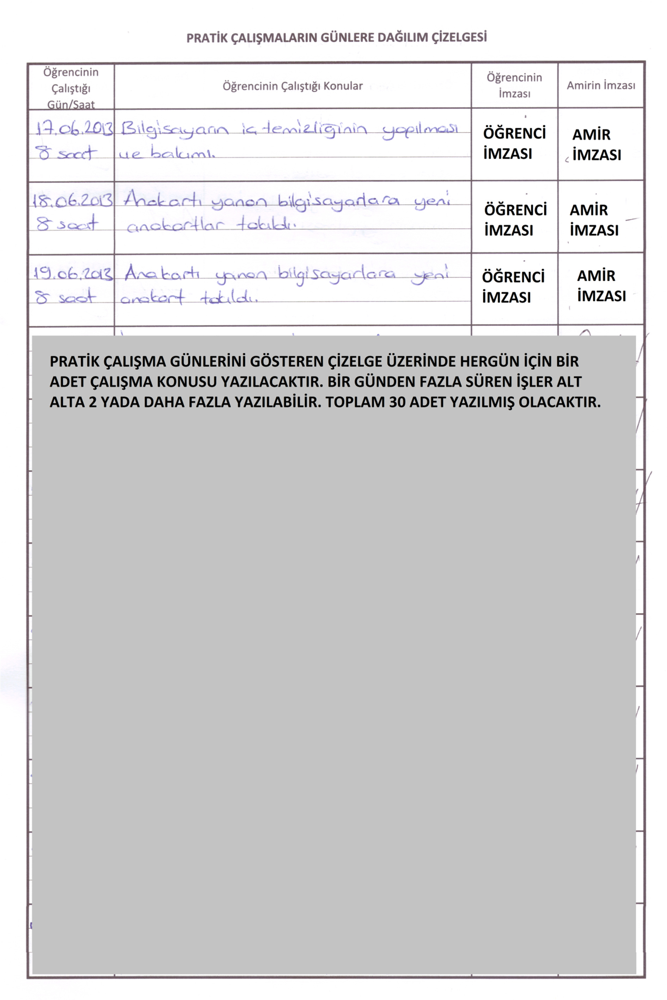 PRATİK ÇALIŞMALARIN GÜNLERE DAĞILIM ÇİZELGESİ
Öğrencinin
Çalıştığı
Gün/Saat
Öğrencinin Çalıştığı Konular
Öğrencinin
İmzası
Amirin İmzası
17.06.2013 Bilgisayarın iç temizliğinin yapılması
8 saat ve bakımı.
ÖĞRENCİ
İMZASI
AMİR
İMZASI
18.06.2013 Anakartı yanan bilgisayarlara yeni
8 saat anakartlar takıldı.
ÖĞRENCİ
İMZASI
AMİR
İMZASI
19.06.2013 Anakartı yanan bilgisayarlara yeni
8 saat anakart takıldı.
ÖĞRENCİ
İMZASI
AMİR
İMZASI
PRATİK ÇALIŞMA GÜNLERİNİ GÖSTEREN ÇİZELGE ÜZERİNDE HERGÜN İÇİN BİR
ADET ÇALIŞMA KONUSU YAZILACAKTIR. BİR GÜNDEN FAZLA SÜREN İŞLER ALT
ALTA 2 YADA DAHA FAZLA YAZILABİLİR. TOPLAM 30 ADET YAZILMIŞ OLACAKTIR.